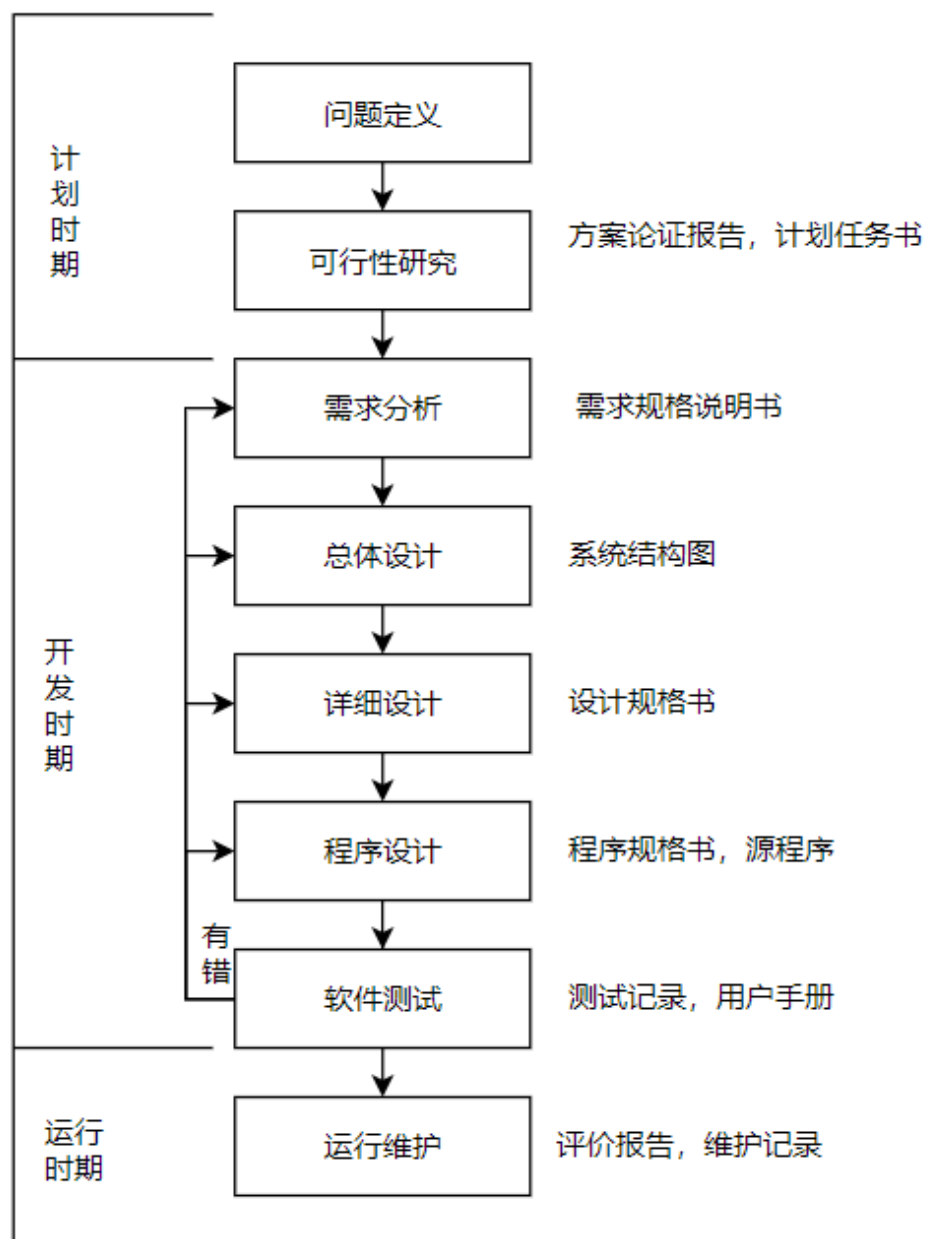 问题定义
计划时期
可行性研究
方案论证报告，计划任务书
需求分析
需求规格说明书
总体设计
系统结构图
开发时期
详细设计
设计规格书
程序设计
程序规格书，源程序
有错
软件测试
测试记录，用户手册
运行
时期
运行维护
评价报告，维护记录